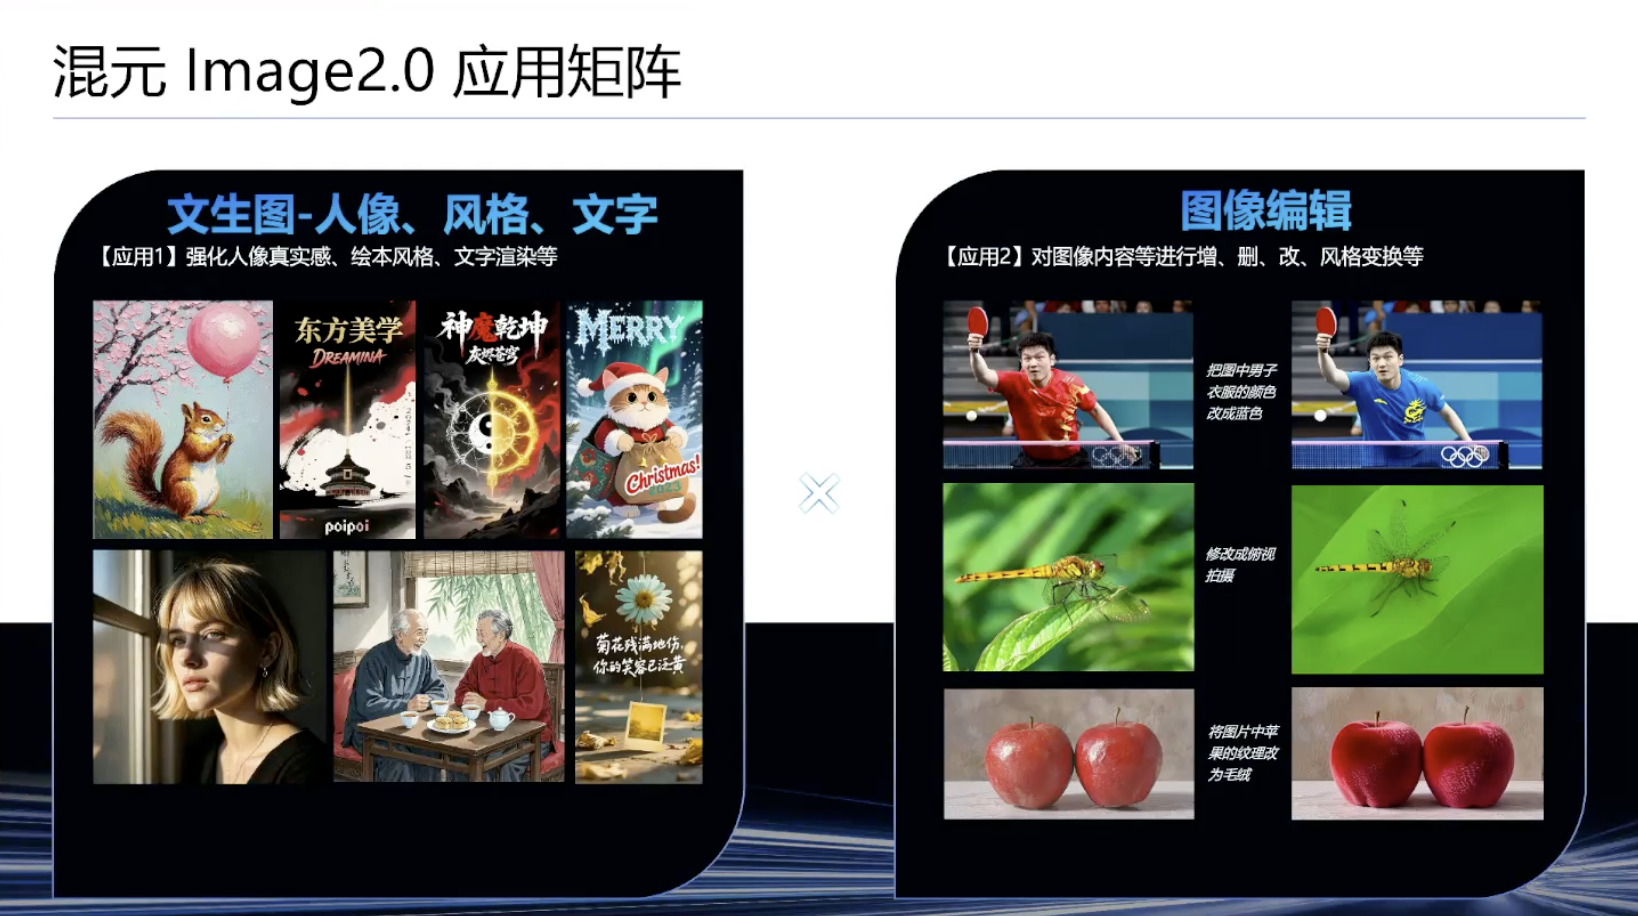 混元 Image2.0 应用矩阵
文生图-人像、风格、文字
【应用1】强化人像真实感、绘本风格、文字渲染等
东方美学
DREAMINA
poipoi
神魔乾坤
灰烬苍穹
MERRY
Christmas!
2023
菊花残满地伤,
你的笑容已泛黄
图像编辑
【应用2】对图像内容等进行增、删、改、风格变换等
把图中男子
衣服的颜色
改成蓝色
修改成俯视
拍摄
将图片中苹
果的纹理改
为毛绒